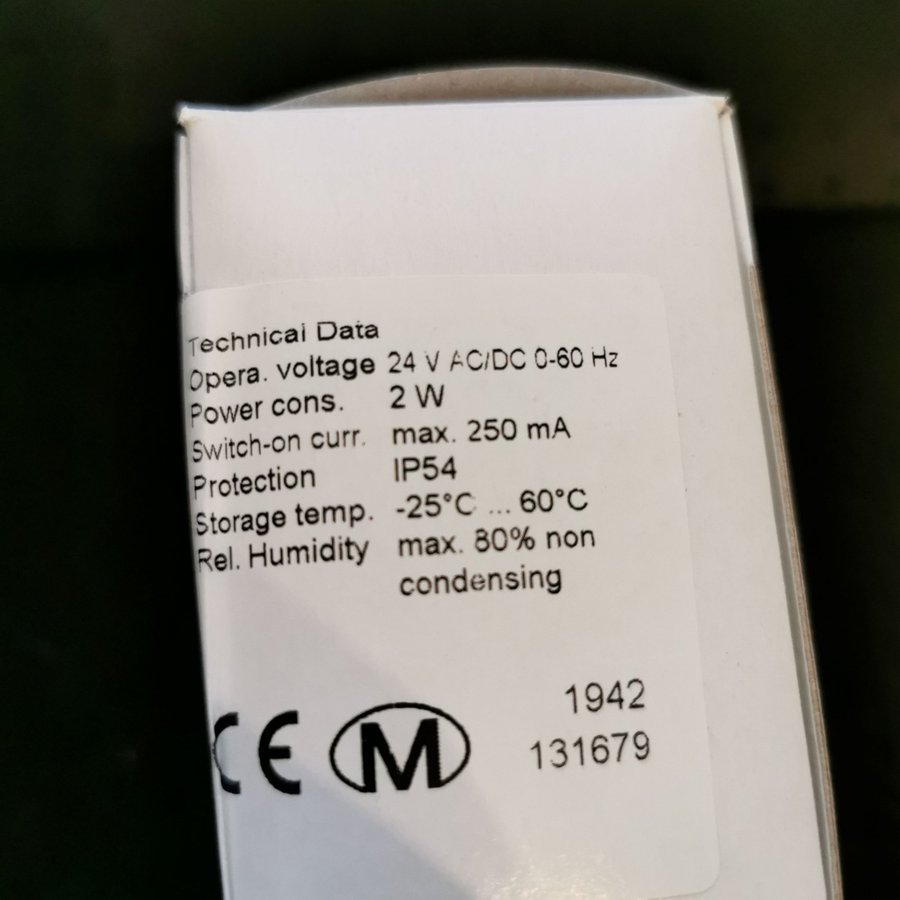 Technical Data
Opera. voltage 24 V AC/DC 0-60 Hz
Power cons. 2 W
Switch-on curr. max. 250 mA
Protection IP54
Storage temp. -25°C ... 60°C
Rel. Humidity max. 80% non
condensing
1942
CE M 131679